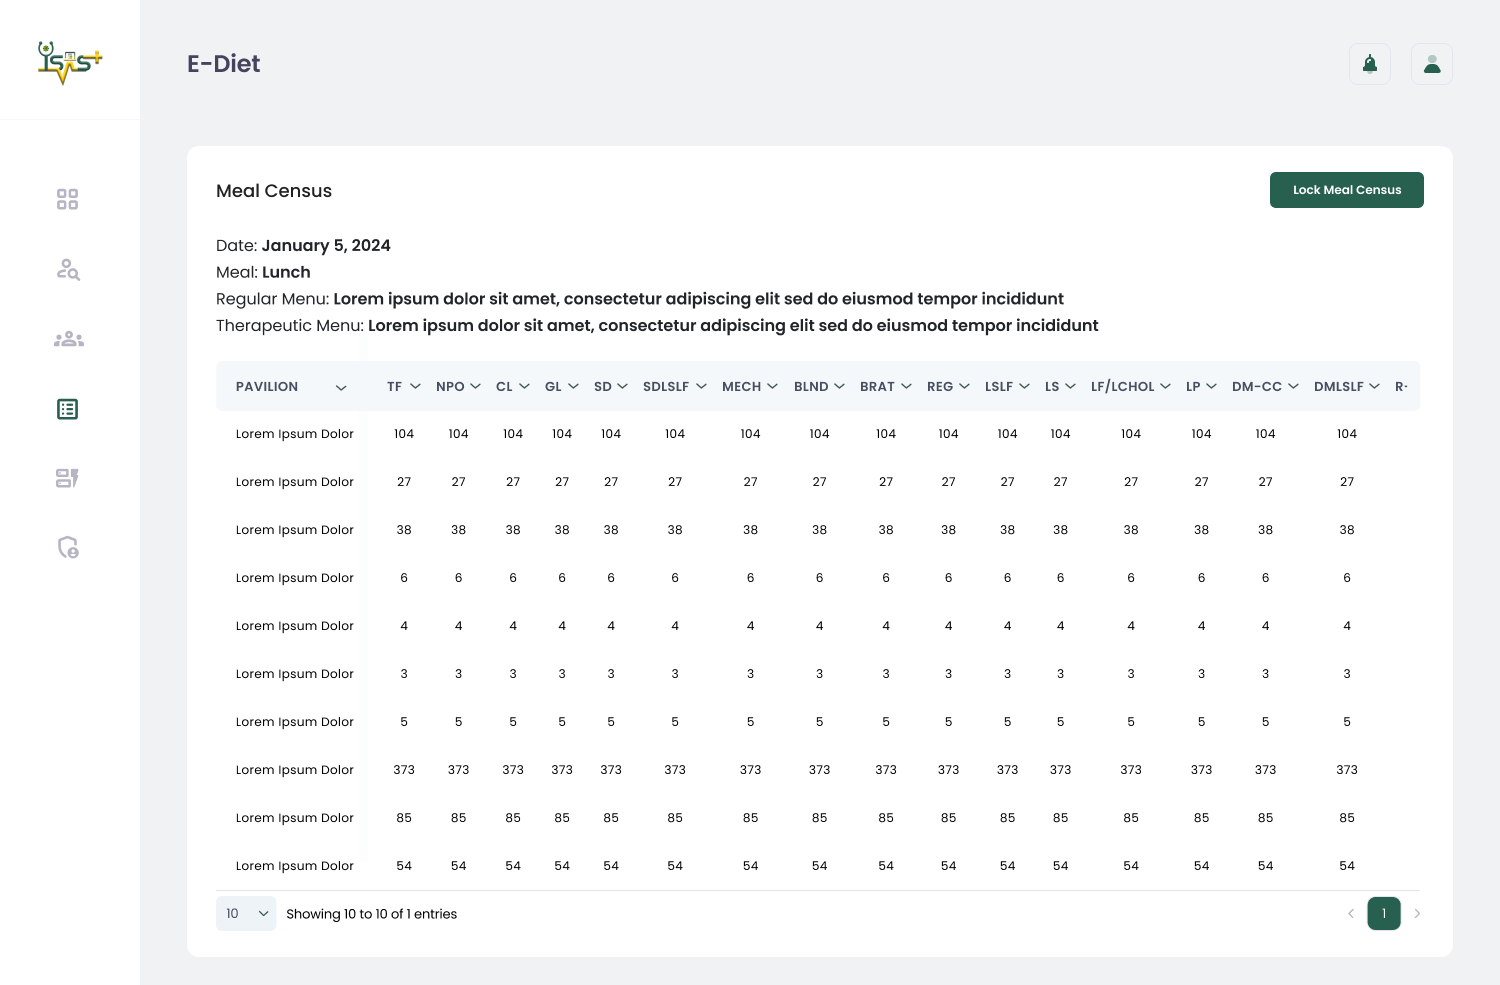 ISAS+
E-Diet
Meal Census
Lock Meal Census
Date: January 5, 2024
Meal: Lunch
Regular Menu: Lorem ipsum dolor sit amet, consectetur adipiscing elit sed do eiusmod tempor incididunt
Therapeutic Menu: Lorem ipsum dolor sit amet, consectetur adipiscing elit sed do eiusmod tempor incididunt
PAVILION TF NPO CL GL SD SDLSLF MECH BLND BRAT REG LSLF LS LF/LCHOL LP DM-CC DMLSLF R-
Lorem Ipsum Dolor 104 104 104 104 104 104 104 104 104 104 104 104 104 104 104 104
Lorem Ipsum Dolor 27 27 27 27 27 27 27 27 27 27 27 27 27 27 27 27
Lorem Ipsum Dolor 38 38 38 38 38 38 38 38 38 38 38 38 38 38 38 38
Lorem Ipsum Dolor 6 6 6 6 6 6 6 6 6 6 6 6 6 6 6 6
Lorem Ipsum Dolor 4 4 4 4 4 4 4 4 4 4 4 4 4 4 4 4
Lorem Ipsum Dolor 3 3 3 3 3 3 3 3 3 3 3 3 3 3 3 3
Lorem Ipsum Dolor 5 5 5 5 5 5 5 5 5 5 5 5 5 5 5 5
Lorem Ipsum Dolor 373 373 373 373 373 373 373 373 373 373 373 373 373 373 373 373
Lorem Ipsum Dolor 85 85 85 85 85 85 85 85 85 85 85 85 85 85 85 85
Lorem Ipsum Dolor 54 54 54 54 54 54 54 54 54 54 54 54 54 54 54 54
10 Showing 10 to 10 of 1 entries 1